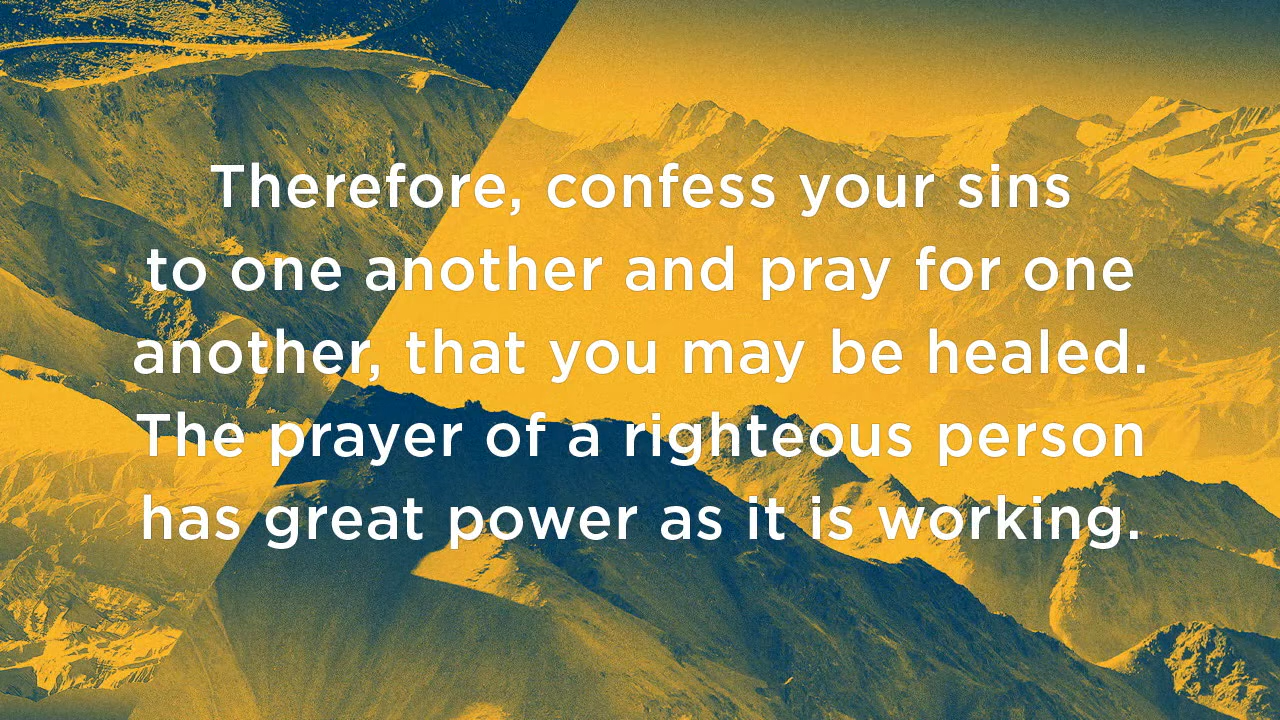 Therefore, confess your sins
to one another and pray for one
another, that you may be healed.
The prayer of a righteous person
has great power as it is working.